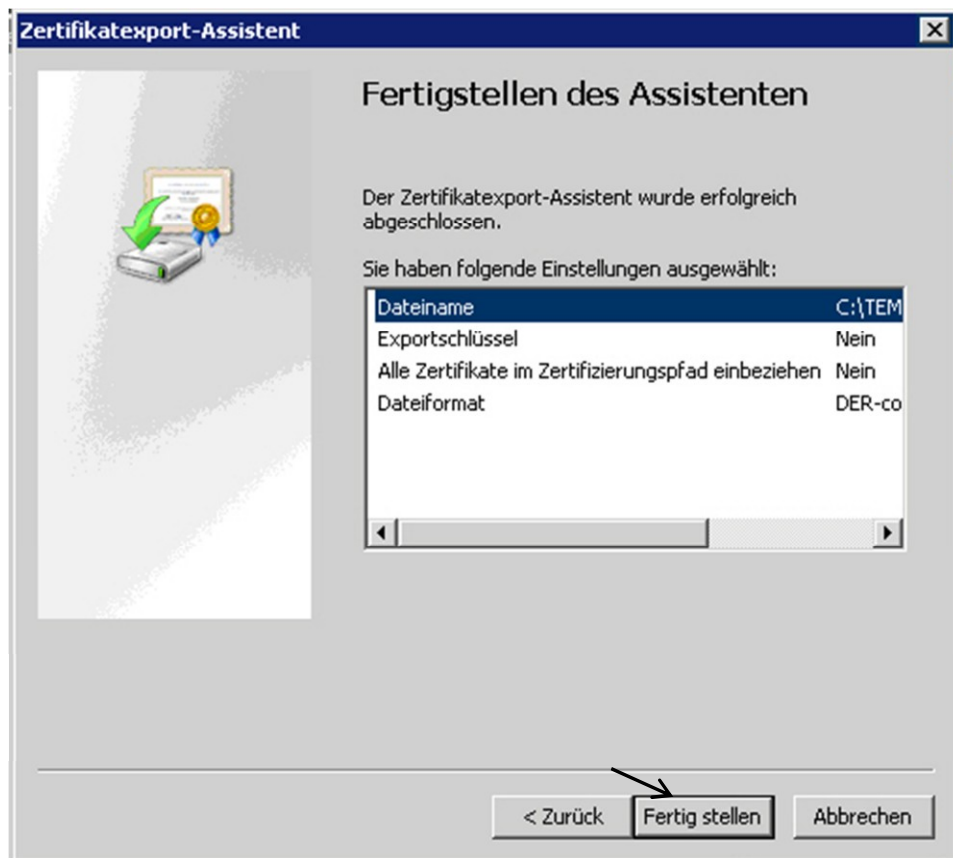 Zertifikatexport-Assistent
Fertigstellen des Assistenten
Der Zertifikatexport-Assistent wurde erfolgreich
abgeschlossen.
Sie haben folgende Einstellungen ausgewählt:
Dateiname C:\TEM
Exportschlüssel Nein
Alle Zertifikate im Zertifizierungspfad einbeziehen Nein
Dateiformat DER-co
< Zurück Fertig stellen Abbrechen